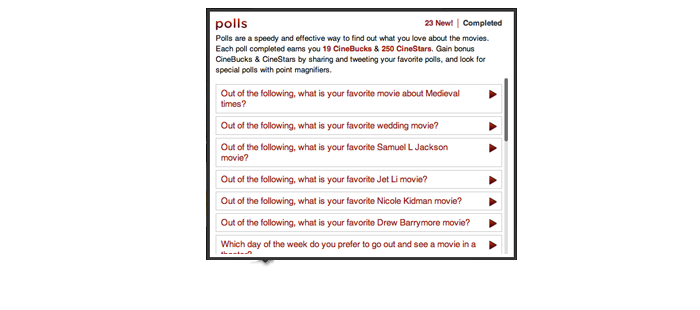 polls
23 New! | Completed
Polls are a speedy and effective way to find out what you love about the movies.
Each poll completed earns you 19 CineBucks & 250 CineStars. Gain bonus
CineBucks & CineStars by sharing and tweeting your favorite polls, and look for
special polls with point magnifiers.
Out of the following, what is your favorite movie about Medieval
times?
Out of the following, what is your favorite wedding movie?
Out of the following, what is your favorite Samuel L Jackson
movie?
Out of the following, what is your favorite Jet Li movie?
Out of the following, what is your favorite Nicole Kidman movie?
Out of the following, what is your favorite Drew Barrymore movie?
Which day of the week do you prefer to go out and see a movie in a